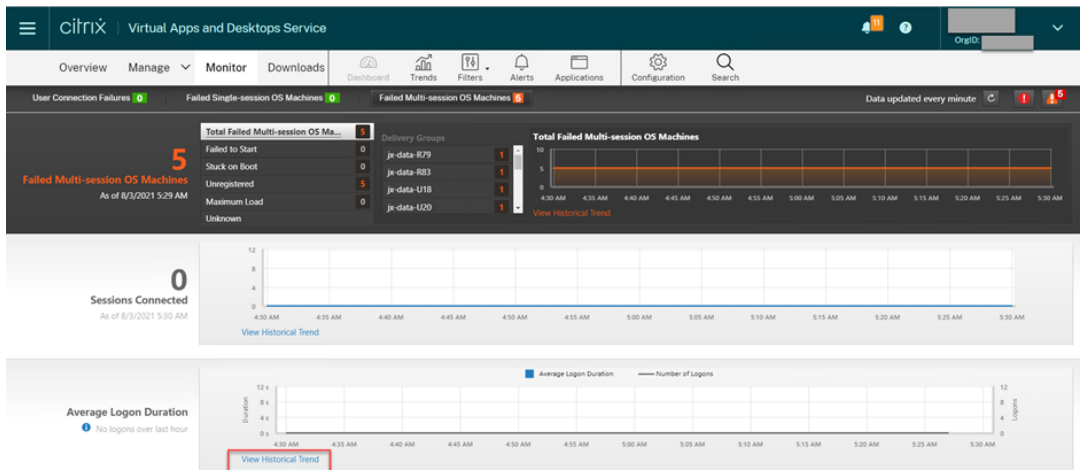 citrix | Virtual Apps and Desktops Service
11
OrgID:
Overview Manage Monitor Downloads Dashboard Trends Filters Alerts Applications Configuration Search
User Connection Failures 0 Failed Single-session OS Machines 0 Failed Multi-session OS Machines 5 Data updated every minute 5
5
Failed Multi-session OS Machines
As of 8/3/2021 5:29 AM
Total Failed Multi-session OS Ma... 5
Failed to Start 0
Stuck on Boot 0
Unregistered 5
Maximum Load 0
Unknown
Delivery Groups
jx-data-R79 1
jx-data-R83 1
jx-data-U18 1
jx-data-U20 1
Total Failed Multi-session OS Machines
10
5
0
4:30 AM 4:35 AM 4:40 AM 4:45 AM 4:50 AM 4:55 AM 5:00 AM 5:05 AM 5:10 AM 5:15 AM 5:20 AM 5:25 AM 5:30 AM
View Historical Trend
0
Sessions Connected
As of 8/3/2021 5:30 AM
12
8
4
0
4:30 AM 4:35 AM 4:40 AM 4:45 AM 4:50 AM 4:55 AM 5:00 AM 5:05 AM 5:10 AM 5:15 AM 5:20 AM 5:25 AM 5:30 AM
View Historical Trend
Average Logon Duration
No logons over last hour
Average Logon Duration Number of Logons
Duration
12 s
8 s
4 s
0 s
12
8
4
0
Logons
4:30 AM 4:35 AM 4:40 AM 4:45 AM 4:50 AM 4:55 AM 5:00 AM 5:05 AM 5:10 AM 5:15 AM 5:20 AM 5:25 AM 5:30 AM
View Historical Trend